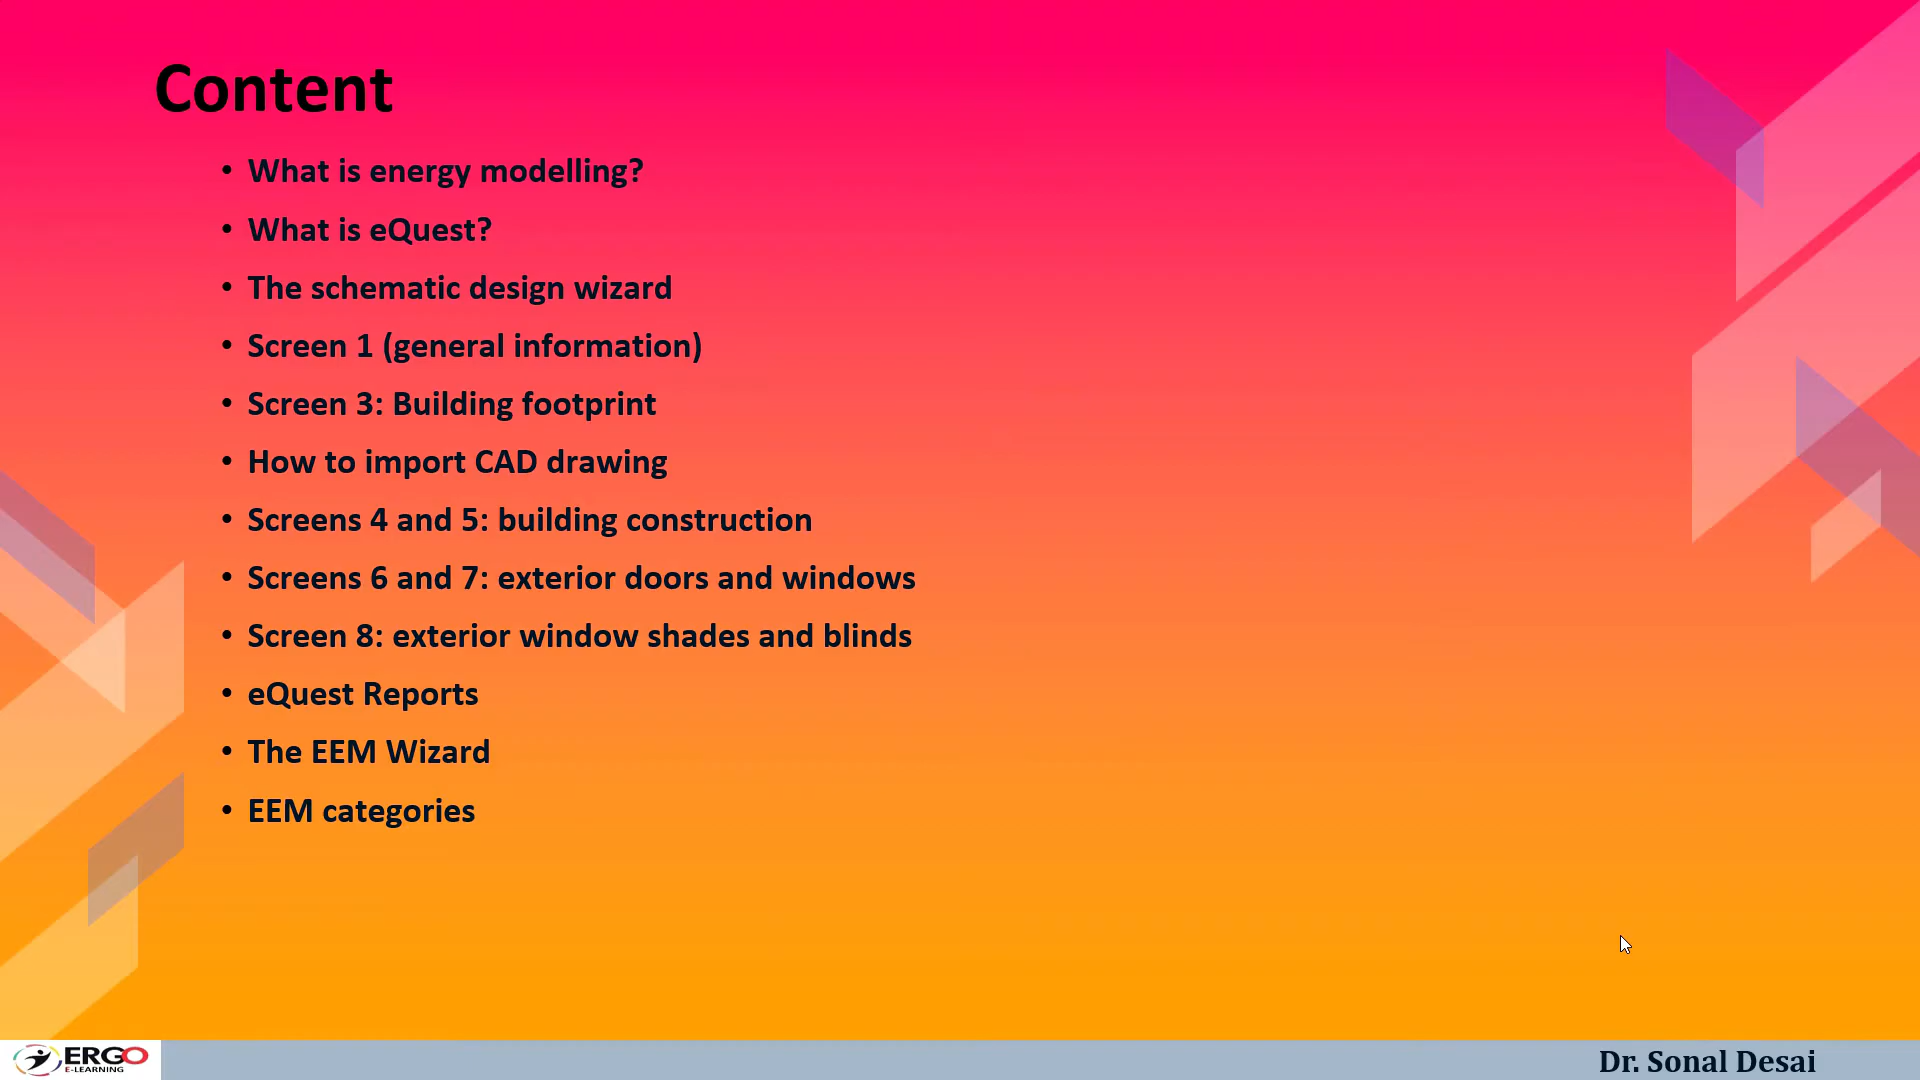 Content
• What is energy modelling?
• What is eQuest?
• The schematic design wizard
• Screen 1 (general information)
• Screen 3: Building footprint
• How to import CAD drawing
• Screens 4 and 5: building construction
• Screens 6 and 7: exterior doors and windows
• Screen 8: exterior window shades and blinds
• eQuest Reports
• The EEM Wizard
• EEM categories
ERGO
E-LEARNING
Dr. Sonal Desai